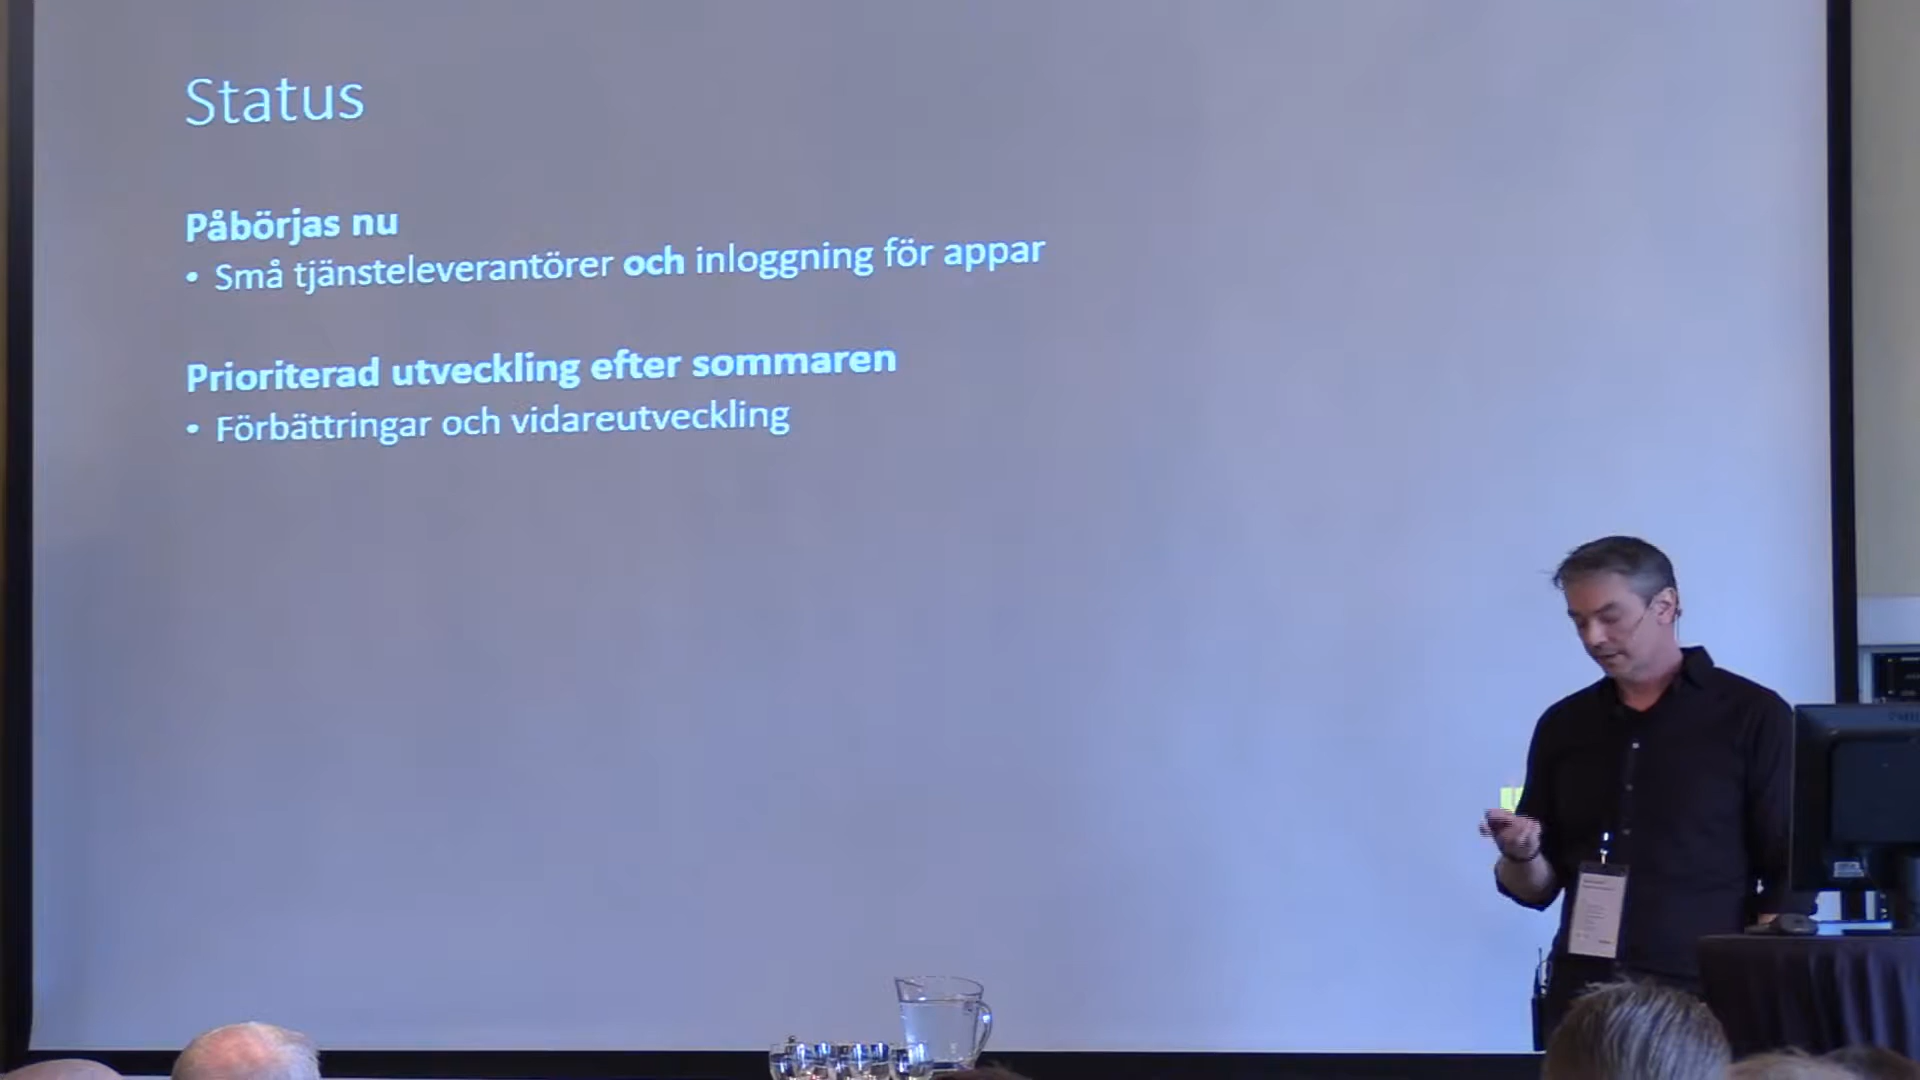 Status
Påbörjas nu
• Små tjänsteleverantörer och inloggning för appar
Prioriterad utveckling efter sommaren
• Förbättringar och vidareutveckling